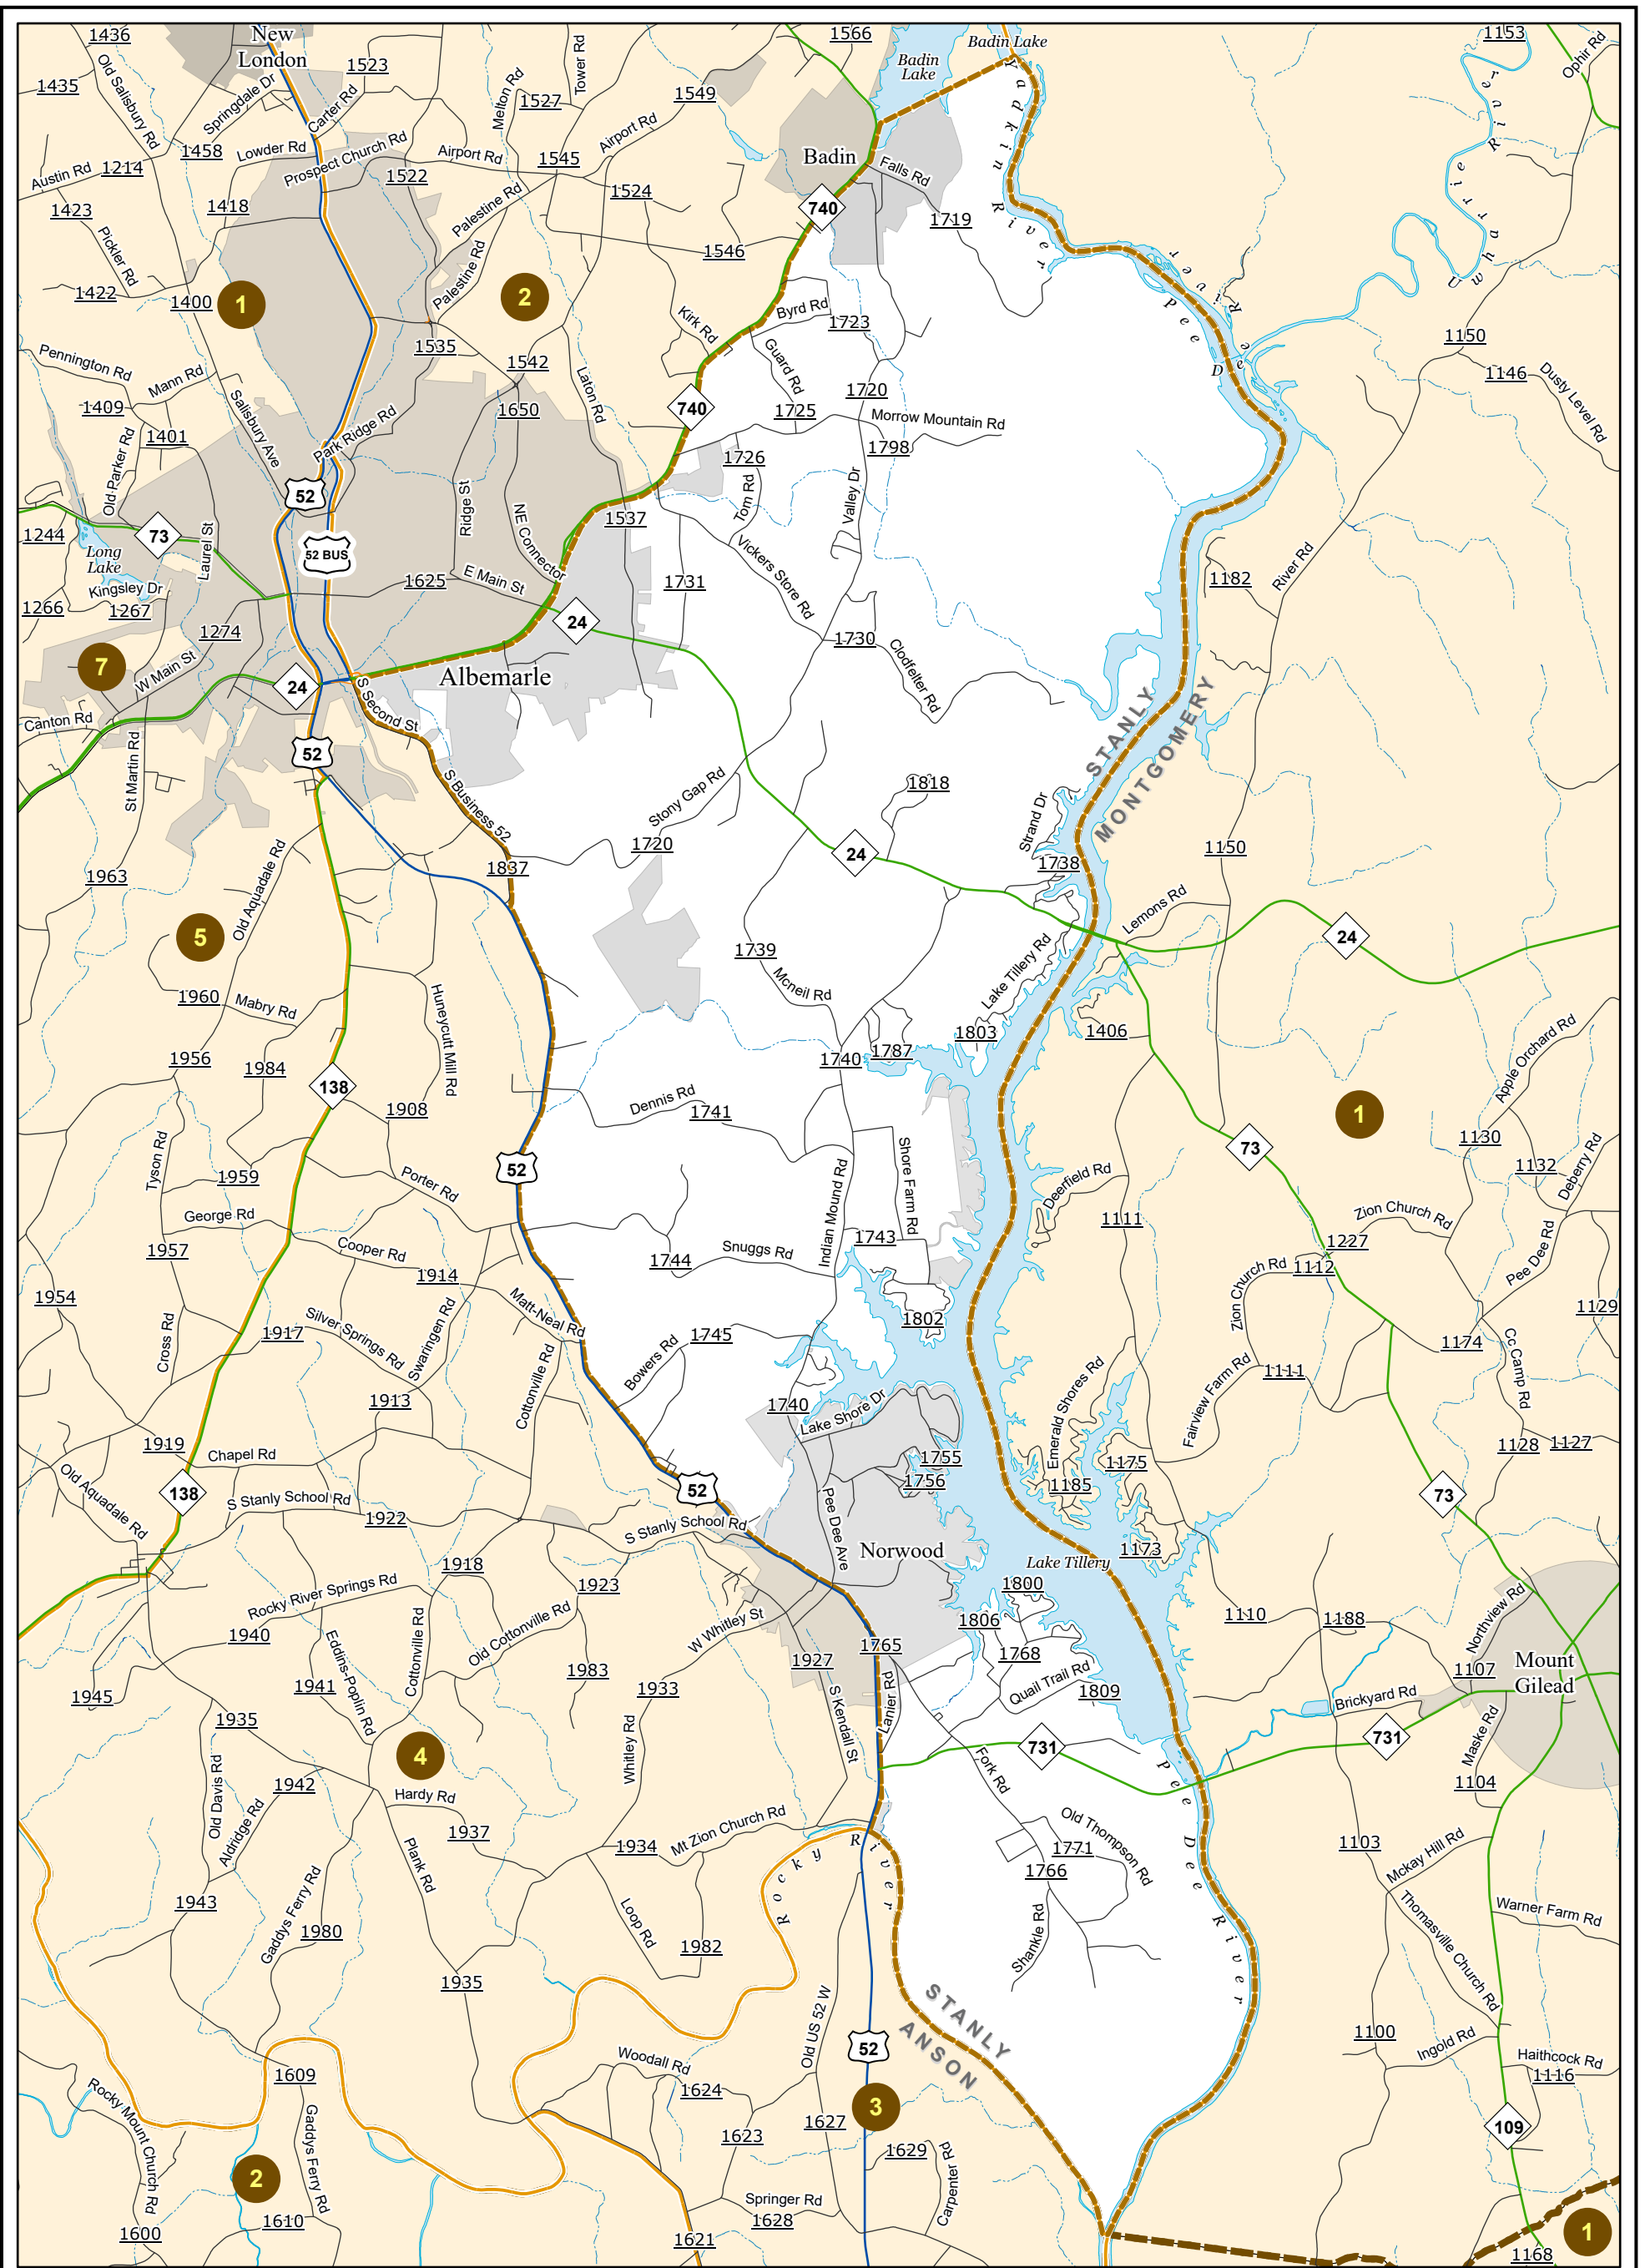 1436
New
London
1523
Tower Rd
1566
Badin Lake
1153
Ophir Rd
Old Salisbury Rd
1435
Springdale Dr
Carter Rd
Melton Rd
1527
1549
Badin
Lake
Yadkin River
Uwharrie River
1458
Lowder Rd
Prospect Church Rd
Airport Rd
1545
Airport Rd
Badin
Falls Rd
Austin Rd
1214
1522
1524
1423
1418
Palestine Rd
740
1719
Pickler Rd
1546
Palestine Rd
1422
1400
1
2
Kirk Rd
Byrd Rd
1723
Pee Dee River
1150
Pennington Rd
Mann Rd
1535
1542
Guard Rd
1146
Dusty Level Rd
1409
Salisbury Ave
1650
Laton Rd
740
1725
1720
Morrow Mountain Rd
1401
Park Ridge Rd
1798
Old Parker Rd
1726
52
Ridge St
NE Connector
1537
Tom Rd
Valley Dr
1244
73
Long
Lake
Laurel St
52 BUS
Vickers Store Rd
River Rd
Kingsley Dr
1625
E Main St
1731
1182
1266
1267
1274
24
1730
Clodfelter Rd
7
W Main St
24
Albemarle
Canton Rd
S Second St
STANLY
MONTGOMERY
St Martin Rd
52
S Business 52
Stony Gap Rd
1818
Strand Dr
1720
24
1738
1150
1837
1963
Old Aquadale Rd
Lemons Rd
5
24
1739
Lake Tillery Rd
Mcneil Rd
1960
Mabry Rd
Huneycutt Mill Rd
1803
1406
1956
1984
1740
1787
Apple Orchard Rd
138
1908
Dennis Rd
1741
1
73
1130
1132
Deberry Rd
Tyson Rd
52
Shore Farm Rd
1959
Porter Rd
Indian Mound Rd
Deerfield Rd
1111
Zion Church Rd
George Rd
1743
1227
1957
Cooper Rd
1744
Snuggs Rd
1112
Pee Dee Rd
1914
Zion Church Rd
1954
Matt-Neal Rd
1129
Cross Rd
1917
Silver Springs Rd
Swaringen Rd
1802
1745
1174
Cc Camp Rd
Bowers Rd
Cottonville Rd
Emerald Shores Rd
Fairview Farm Rd
1111
1913
1740
Lake Shore Dr
1919
Chapel Rd
1755
1175
1128
1127
Old Aquadale Rd
138
52
1756
1185
73
S Stanly School Rd
1922
Pee Dee Ave
S Stanly School Rd
Norwood
Lake Tillery
1173
1918
Rocky River Springs Rd
1923
1800
1940
Eddins-Poplin Rd
Cottonville Rd
Old Cottonville Rd
W Whitley St
1806
1110
1188
Northview Rd
1765
1768
Mount
Gilead
1945
1941
1983
1933
1927
Lanier Rd
Quail Trail Rd
1809
1107
Brickyard Rd
1935
S Kendall St
Maske Rd
4
Whitley Rd
731
731
Old Davis Rd
1942
Hardy Rd
Fork Rd
Pee Dee River
1104
Aldridge Rd
Plank Rd
1937
1934
Mt Zion Church Rd
Rocky River
1771
Old Thompson Rd
1766
1103
Mckay Hill Rd
1943
Gaddys Ferry Rd
1980
Loop Rd
1982
Shankle Rd
Thomasville Church Rd
Warner Farm Rd
1935
STANLY
ANSON
Old US 52 W
52
1100
Ingold Rd
Haithcock Rd
1609
Woodall Rd
1624
1116
Rocky Mount Church Rd
Gaddys Ferry Rd
3
1627
1623
1629
109
2
Carpenter Rd
1600
1610
Springer Rd
1628
1621
1
1168